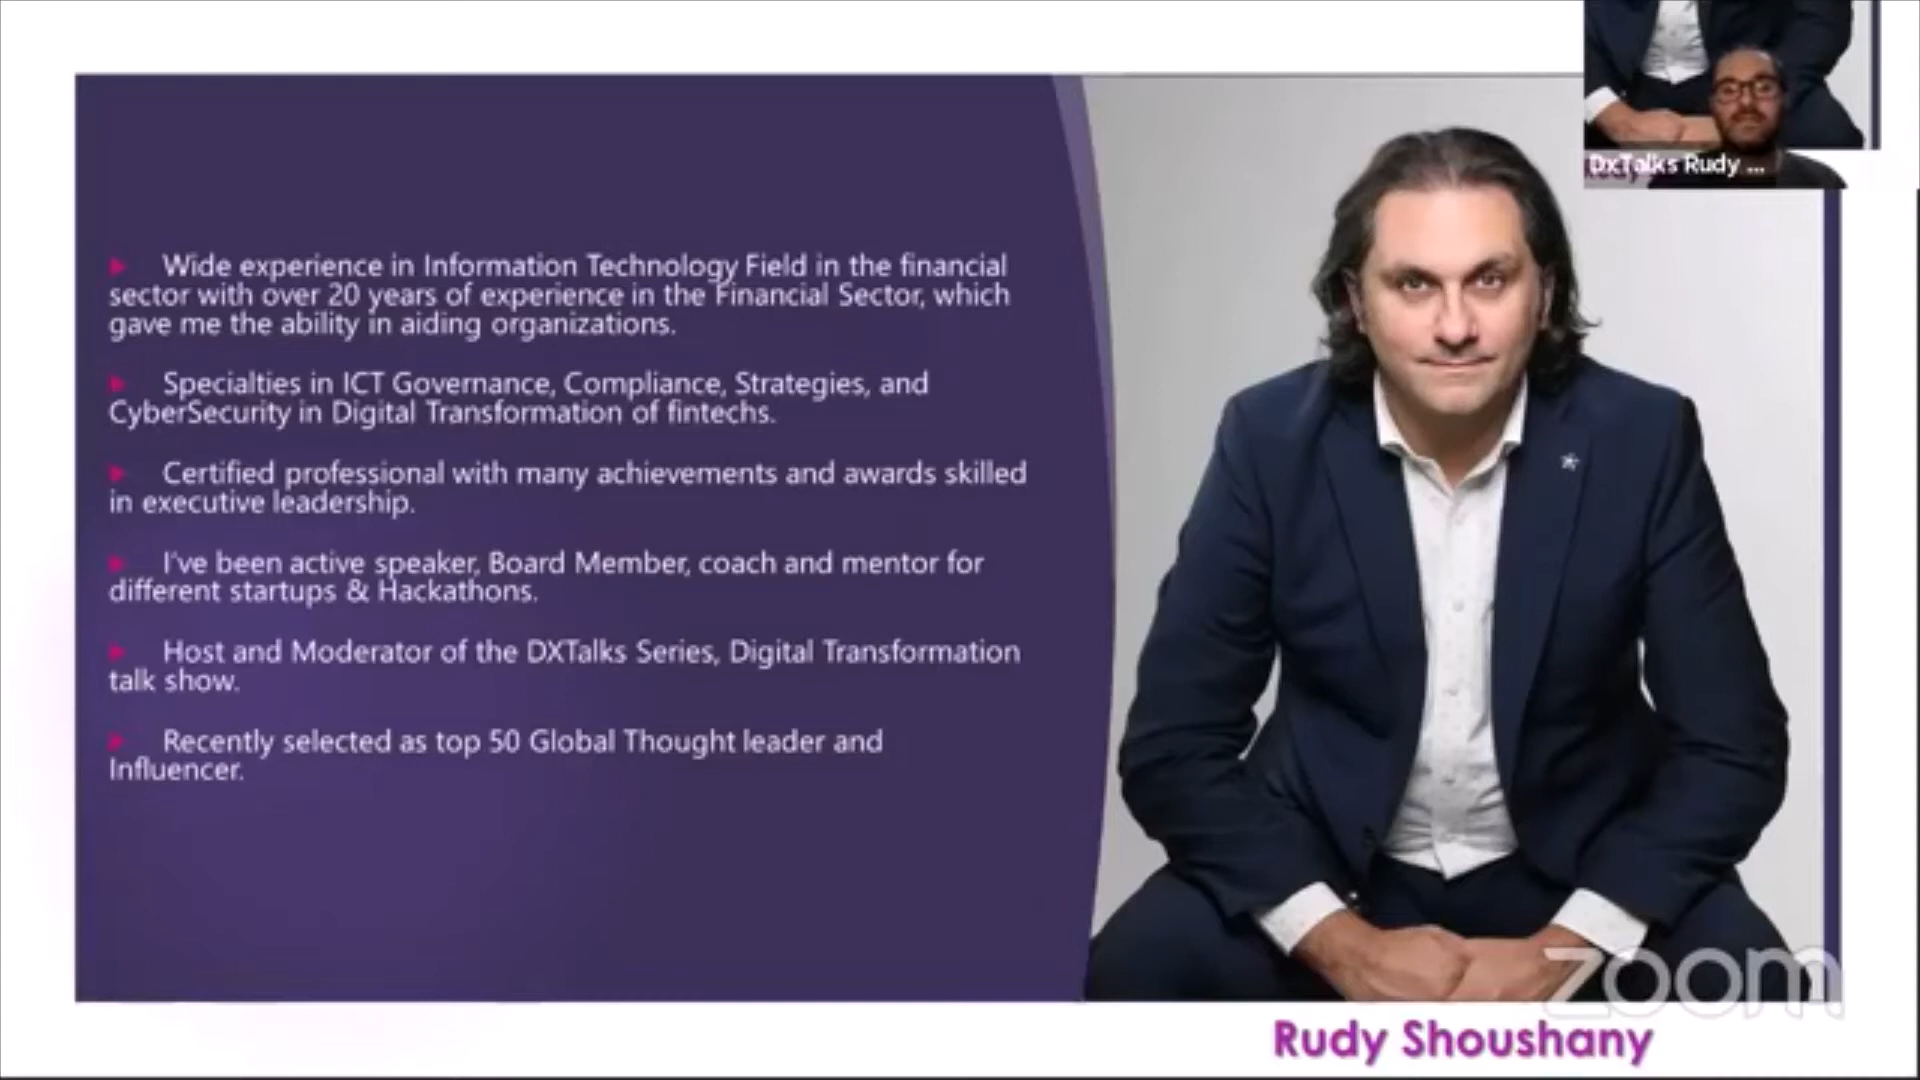 DxTalks Rudy ...
Wide experience in Information Technology Field in the financial
sector with over 20 years of experience in the Financial Sector, which
gave me the ability in aiding organizations.
Specialties in ICT Governance, Compliance, Strategies, and
CyberSecurity in Digital Transformation of fintechs.
Certified professional with many achievements and awards skilled
in executive leadership.
I've been active speaker, Board Member, coach and mentor for
different startups & Hackathons.
Host and Moderator of the DXTalks Series, Digital Transformation
talk show.
Recently selected as top 50 Global Thought leader and
Influencer.
zoom
Rudy Shoushany